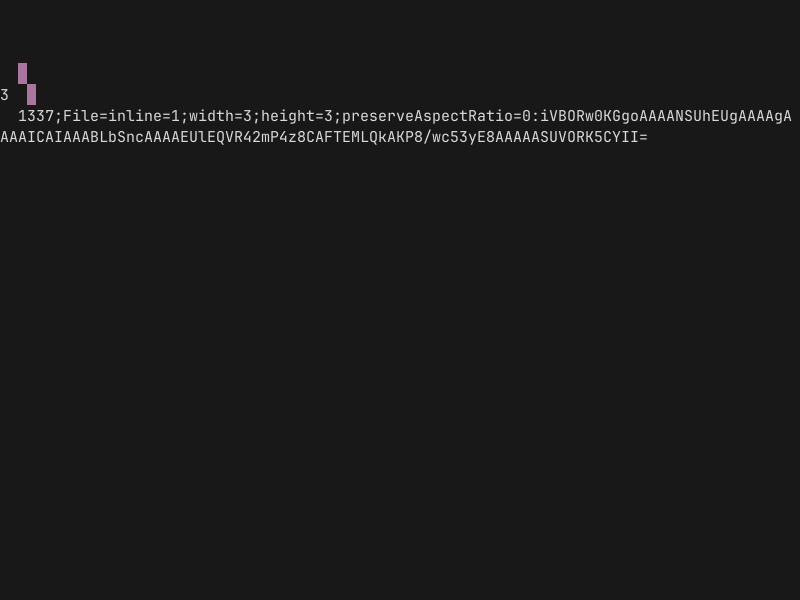 3
1337;File=inline=1;width=3;height=3;preserveAspectRatio=0:iVBORw0KGgoAAAANSUhEUgAAAAgA
AAAICAIAAABLbSncAAAAEUlEQVR42mP4z8CAFTEMLQkAKP8/wc53yE8AAAAASUVORK5CYII=